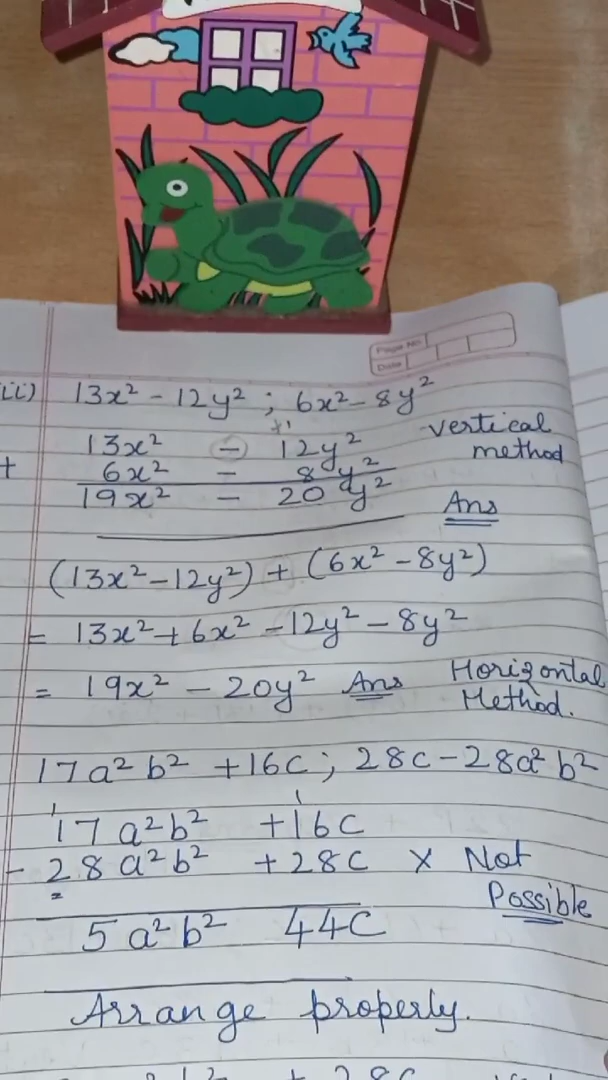 Page No.
Date
iii) 13x² - 12y² ; 6x² - 8y²
13x² - 12y² vertical
+ 6x² - 8y² method
19x² - 20y² Ans
(13x² - 12y²) + (6x² - 8y²)
= 13x² + 6x² - 12y² - 8y²
= 19x² - 20y² Ans Horizontal
Method.
17a²b² + 16c ; 28c - 28a²b²
17a²b² + 16c
- 28a²b² + 28c × Not
Possible
5a²b² 44c
Arrange properly.